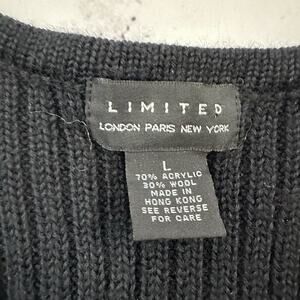 LIMITED
LONDON PARIS NEW YORK
L
70% ACRYLIC
30% WOOL
MADE IN
HONG KONG
SEE REVERSE
FOR CARE